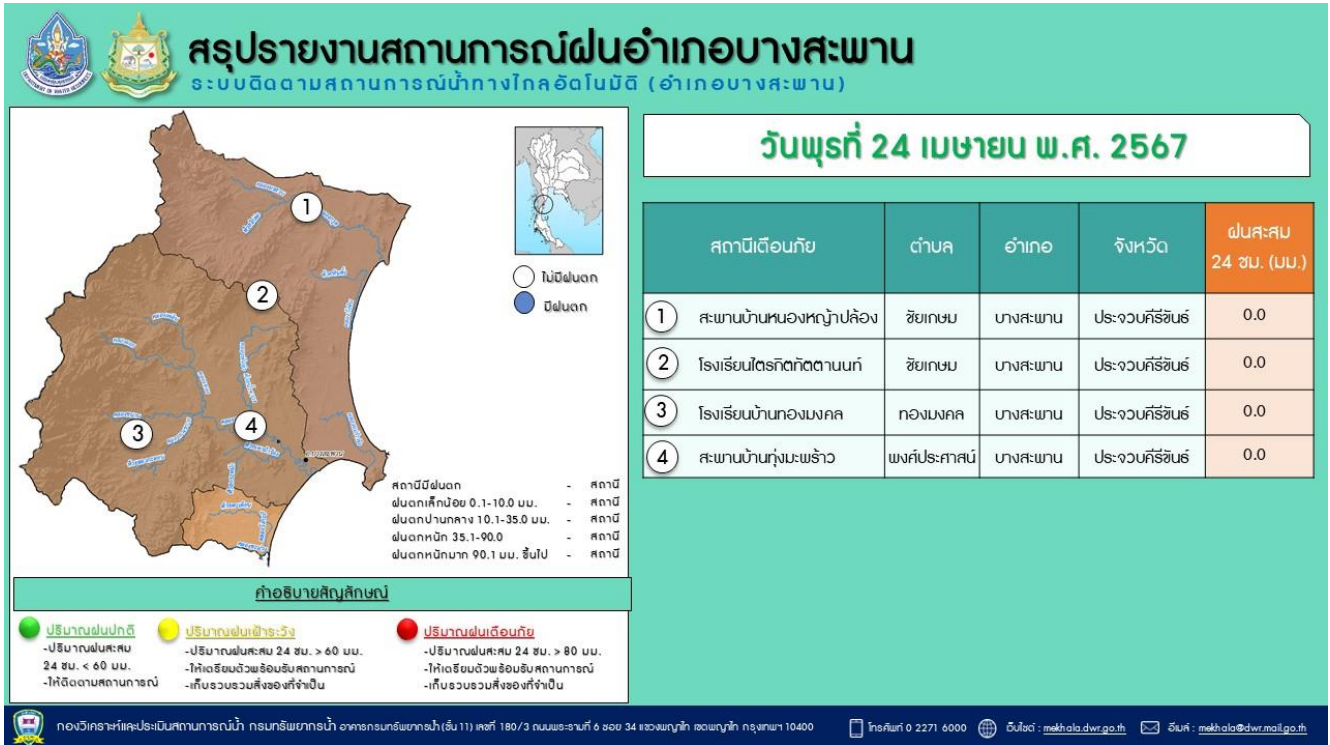 สรุปรายงานสถานการณ์ฝนอำเภอบางสะพาน
ระบบติดตามสถานการณ์น้ำทางไกลอัตโนมัติ (อำเภอบางสะพาน)
วันพุธที่ 24 เมษายน พ.ศ. 2567
1
2
3
4
ไม่มีฝนตก
มีฝนตก
สถานีมีฝนตก - สถานี
ฝนตกเล็กน้อย 0.1-10.0 มม. - สถานี
ฝนตกปานกลาง 10.1-35.0 มม. - สถานี
ฝนตกหนัก 35.1-90.0 - สถานี
ฝนตกหนักมาก 90.1 มม. ขึ้นไป - สถานี
สถานีเตือนภัย ตำบล อำเภอ จังหวัด ฝนสะสม 24 ชม. (มม.)
1 สะพานบ้านหนองหญ้าปล้อง ชัยเกษม บางสะพาน ประจวบคีรีขันธ์ 0.0
2 โรงเรียนไตรกิตทัตตานนท์ ชัยเกษม บางสะพาน ประจวบคีรีขันธ์ 0.0
3 โรงเรียนบ้านทองมงคล ทองมงคล บางสะพาน ประจวบคีรีขันธ์ 0.0
4 สะพานบ้านทุ่งมะพร้าว พงศ์ประศาสน์ บางสะพาน ประจวบคีรีขันธ์ 0.0
คำอธิบายสัญลักษณ์
ปริมาณฝนปกติ
-ปริมาณฝนสะสม
24 ชม. < 60 มม.
-ให้ติดตามสถานการณ์
ปริมาณฝนเฝ้าระวัง
-ปริมาณฝนสะสม 24 ชม. > 60 มม.
-ให้เตรียมตัวพร้อมรับสถานการณ์
-เก็บรวบรวมสิ่งของที่จำเป็น
ปริมาณฝนเตือนภัย
-ปริมาณฝนสะสม 24 ชม. > 80 มม.
-ให้เตรียมตัวพร้อมรับสถานการณ์
-เก็บรวบรวมสิ่งของที่จำเป็น
กองวิเคราะห์และประเมินสถานการณ์น้ำ กรมทรัพยากรน้ำ อาคารกรมทรัพยากรน้ำ (ชั้น 11) เลขที่ 180/3 ถนนพระรามที่ 6 ซอย 34 แขวงพญาไท เขตพญาไท กรุงเทพฯ 10400 โทรศัพท์ 0 2271 6000 เว็บไซต์ : mekhala.dwr.go.th อีเมล์ : mekhala@dwr.mail.go.th